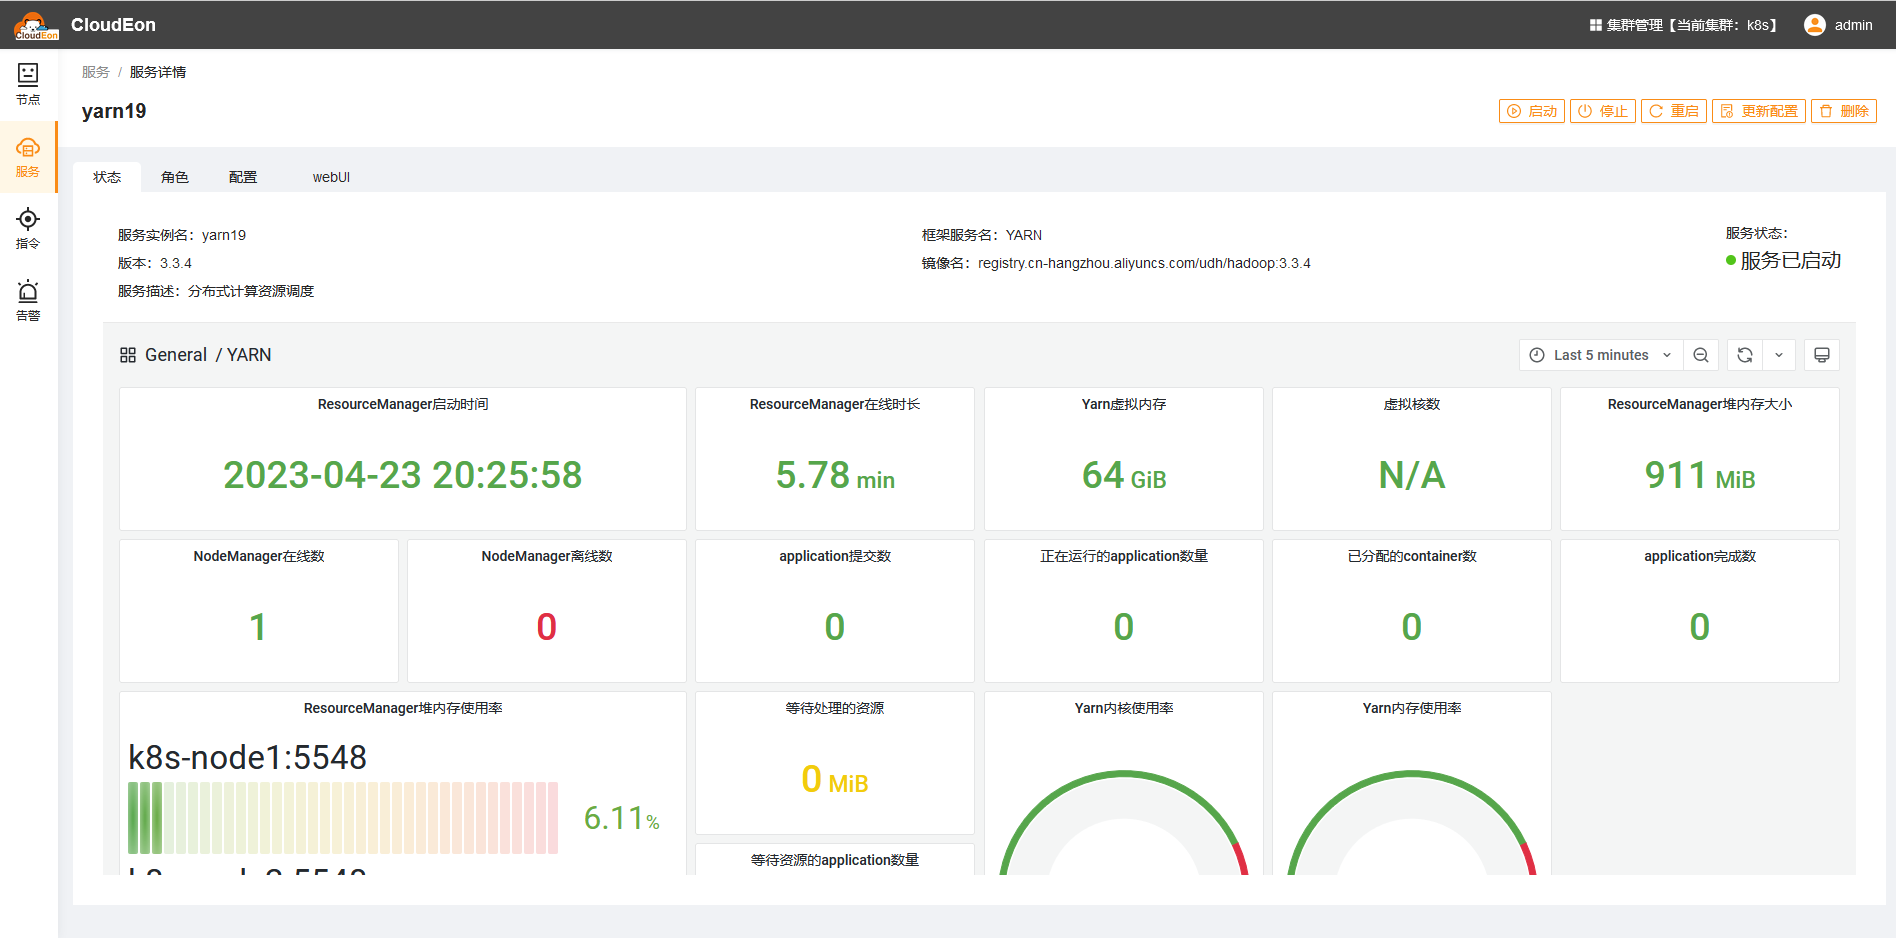 CloudEon
CloudEon
集群管理【当前集群：k8s】
admin
节点
服务
指令
告警
服务 / 服务详情
yarn19
启动
停止
重启
更新配置
删除
状态
角色
配置
webUI
服务实例名：yarn19
框架服务名：YARN
服务状态：
版本：3.3.4
镜像名：registry.cn-hangzhou.aliyuncs.com/udh/hadoop:3.3.4
服务已启动
服务描述：分布式计算资源调度
General / YARN
Last 5 minutes
ResourceManager启动时间
2023-04-23 20:25:58
ResourceManager在线时长
5.78 min
Yarn虚拟内存
64 GiB
虚拟核数
N/A
ResourceManager堆内存大小
911 MiB
NodeManager在线数
1
NodeManager离线数
0
application提交数
0
正在运行的application数量
0
已分配的container数
0
application完成数
0
ResourceManager堆内存使用率
k8s-node1:5548
6.11%
等待处理的资源
0 MiB
等待资源的application数量
Yarn内核使用率
Yarn内存使用率